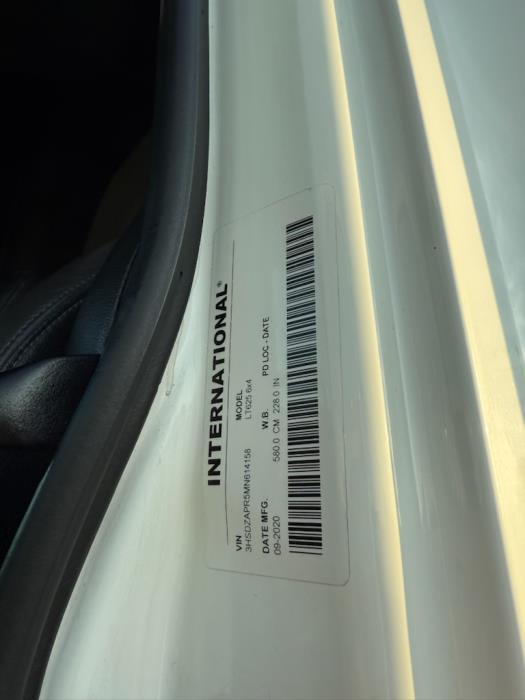 INTERNATIONAL®
VIN MODEL
3HSDZAPR5MN614158 LT625 6x4
DATE MFG. W.B. PD LOC - DATE
09-2020 580.0 CM 228.0 IN